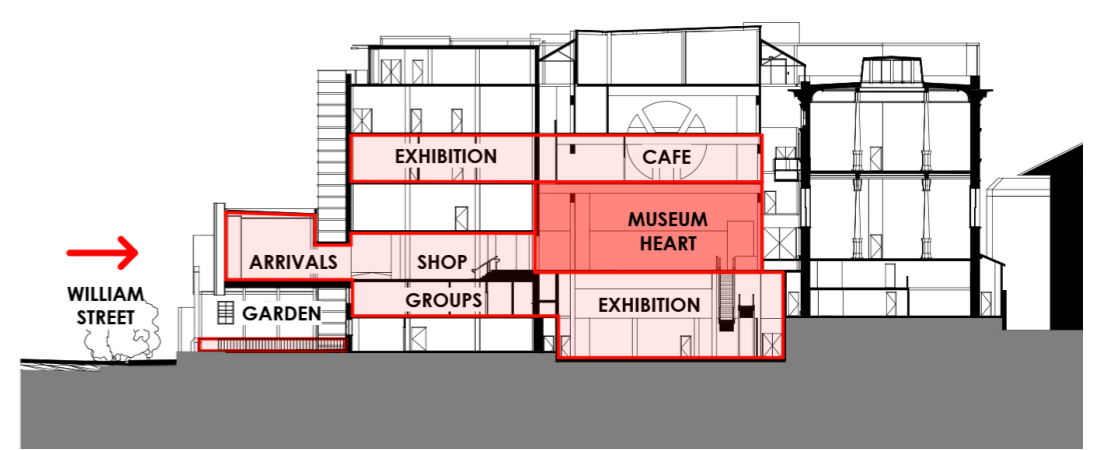 EXHIBITION
CAFE
MUSEUM
HEART
ARRIVALS
SHOP
WILLIAM
STREET
GARDEN
GROUPS
EXHIBITION